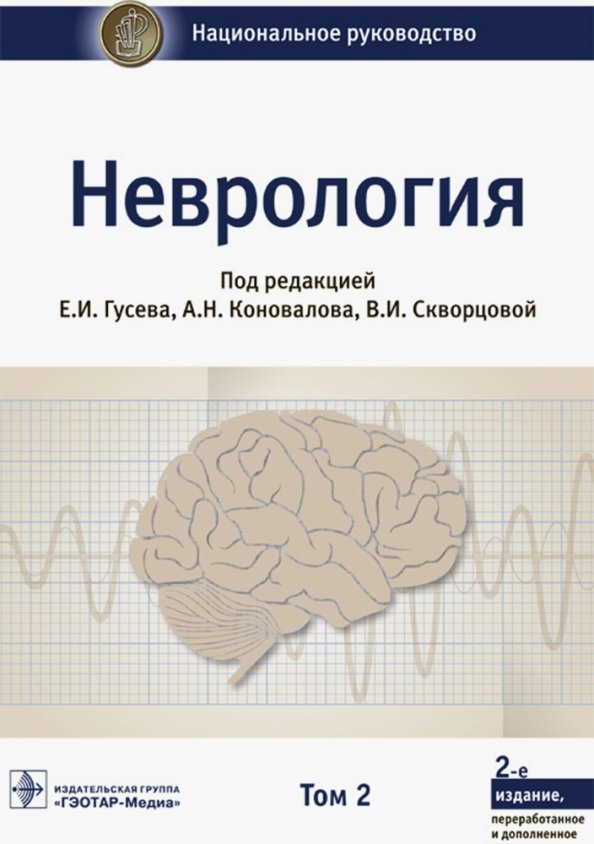 Национальное руководство
Неврология
Под редакцией
Е.И. Гусева, А.Н. Коновалова, В.И. Скворцовой
ИЗДАТЕЛЬСКАЯ ГРУППА
«ГЭОТАР-Медиа»
Том 2
2-е
издание,
переработанное
и дополненное